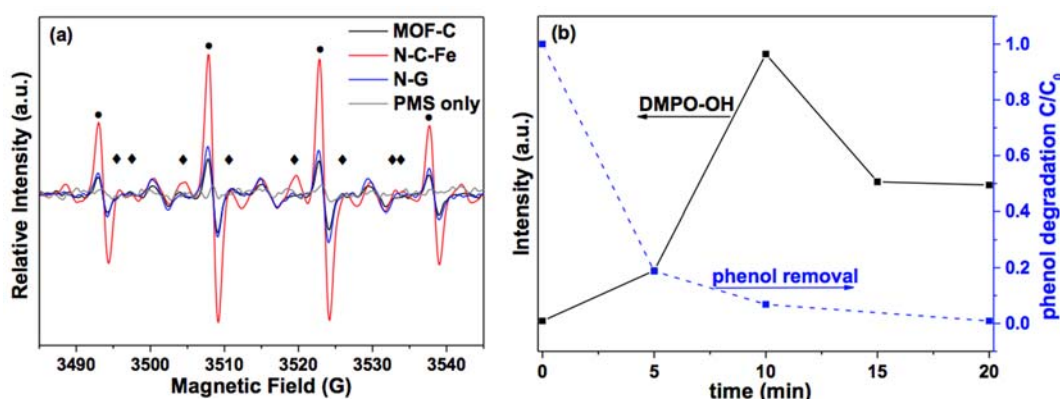 (a)
MOF-C
N-C-Fe
N-G
PMS only
Relative Intensity (a.u.)
3490 3500 3510 3520 3530 3540
Magnetic Field (G)
(b)
DMPO-OH
phenol removal
Intensity (a.u.)
1.0
0.8
0.6
0.4
0.2
0.0
phenol degradation C/C₀
0 5 10 15 20
time (min)